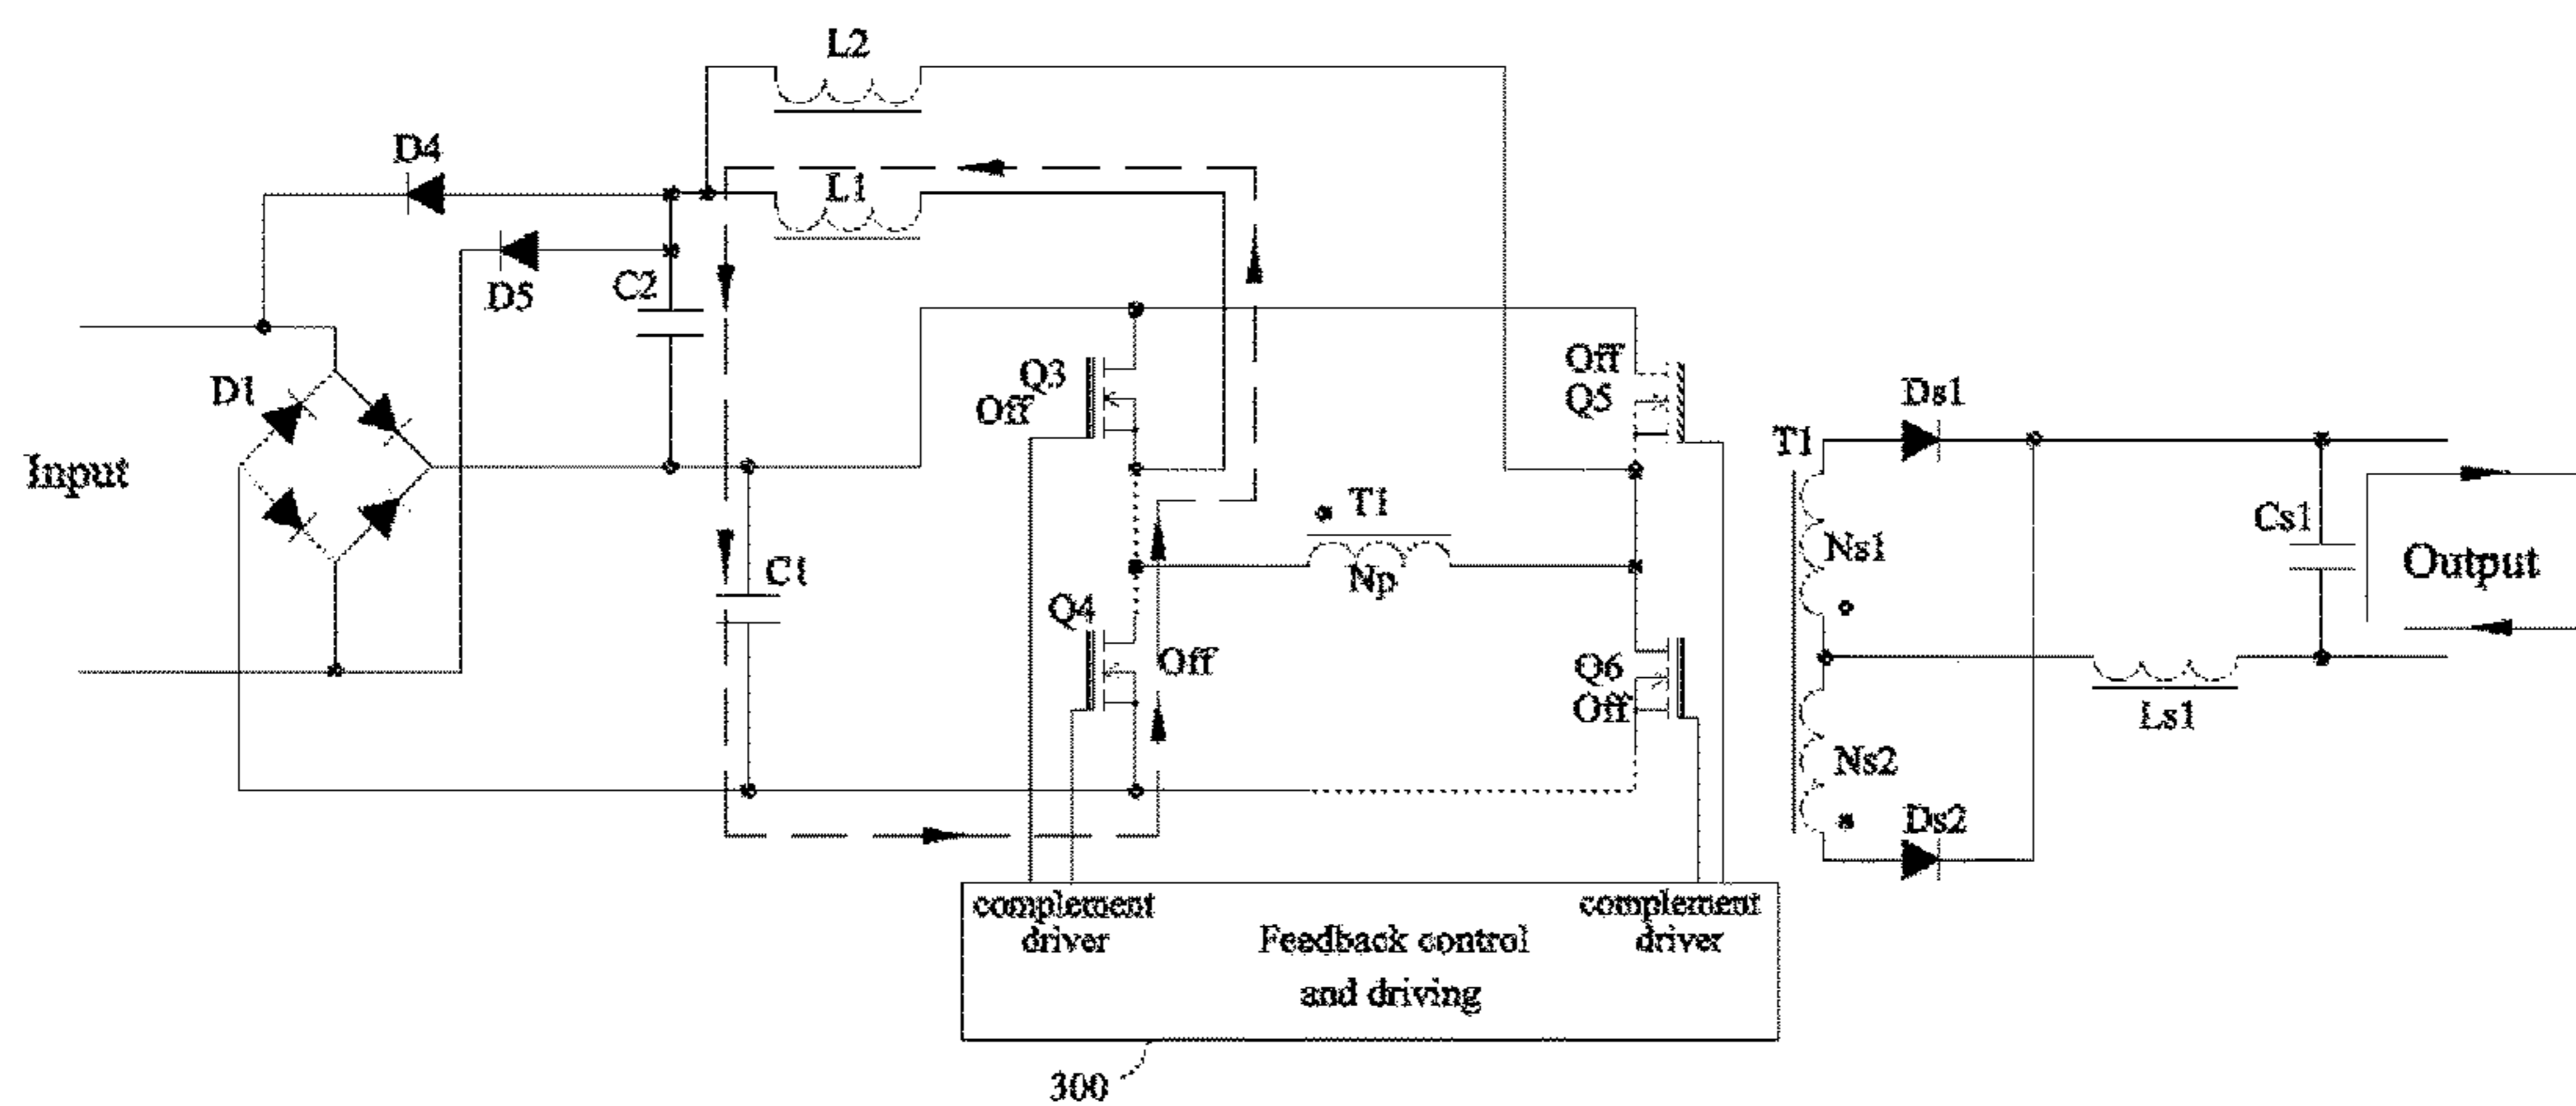 L2
D4
L1
D5
C2
Q3
Off
Off
Q5
D1
Ds1
T1
Input
T1
Np
C1
Ns1
Cs1
Output
Q4
Off
Q6
Off
Ls1
Ns2
Ds2
complement
driver
complement
driver
Feedback control
and driving
300